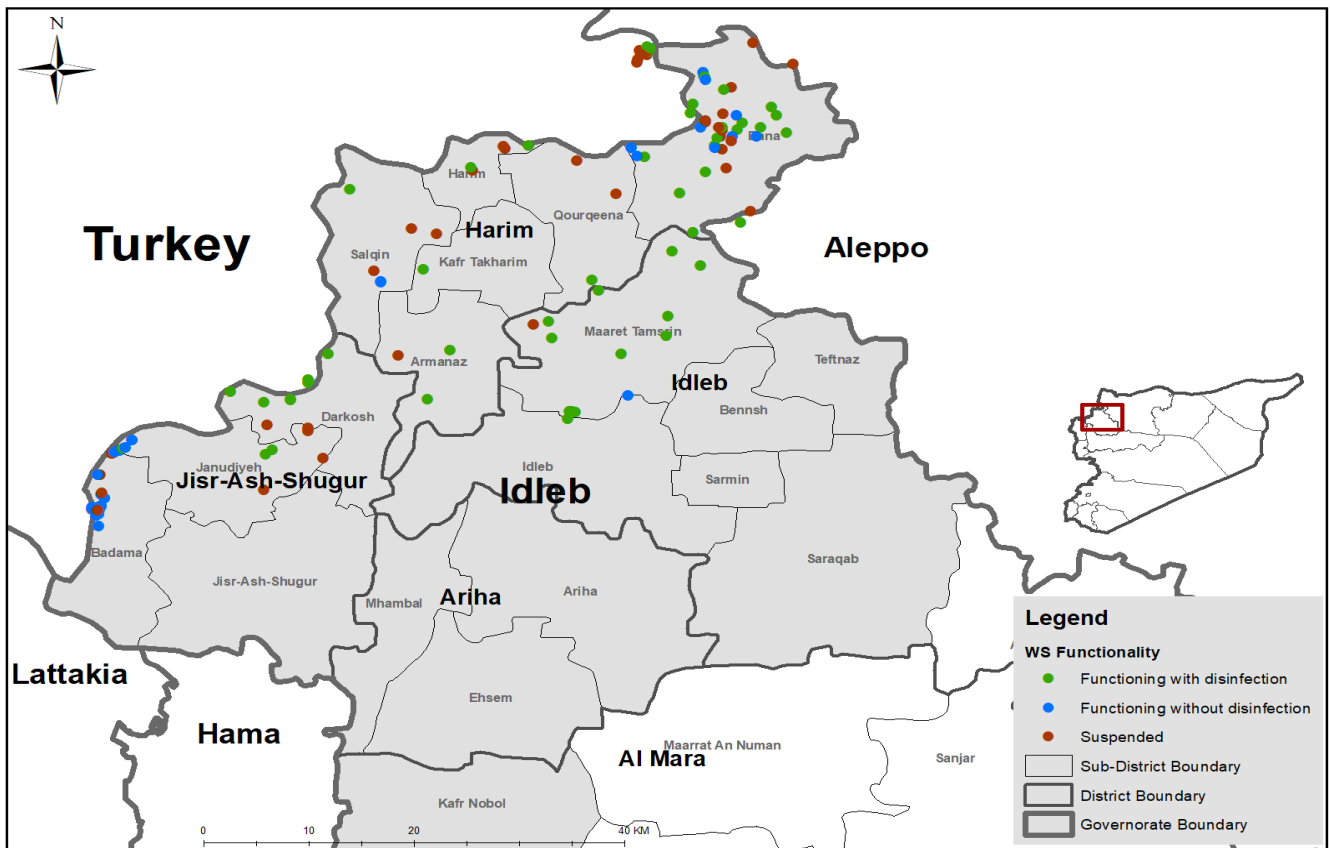 N
Dana
Harim
Qourqeena
Harim
Turkey
Aleppo
Salqin
Kafr Takharim
Maaret Tamsrin
Teftnaz
Armanaz
Idleb
Bennsh
Darkosh
Janudiyeh
Idleb
Jisr-Ash-Shugur
Sarmin
Idleb
Badama
Saraqab
Jisr-Ash-Shugur
Mhambal
Ariha
Ariha
Lattakia
Ehsem
Hama
Maarrat An Numan
Al Mara
Sanjar
Kafr Nobol
0 10 20 40 KM
Legend
WS Functionality
Functioning with disinfection
Functioning without disinfection
Suspended
Sub-District Boundary
District Boundary
Governorate Boundary